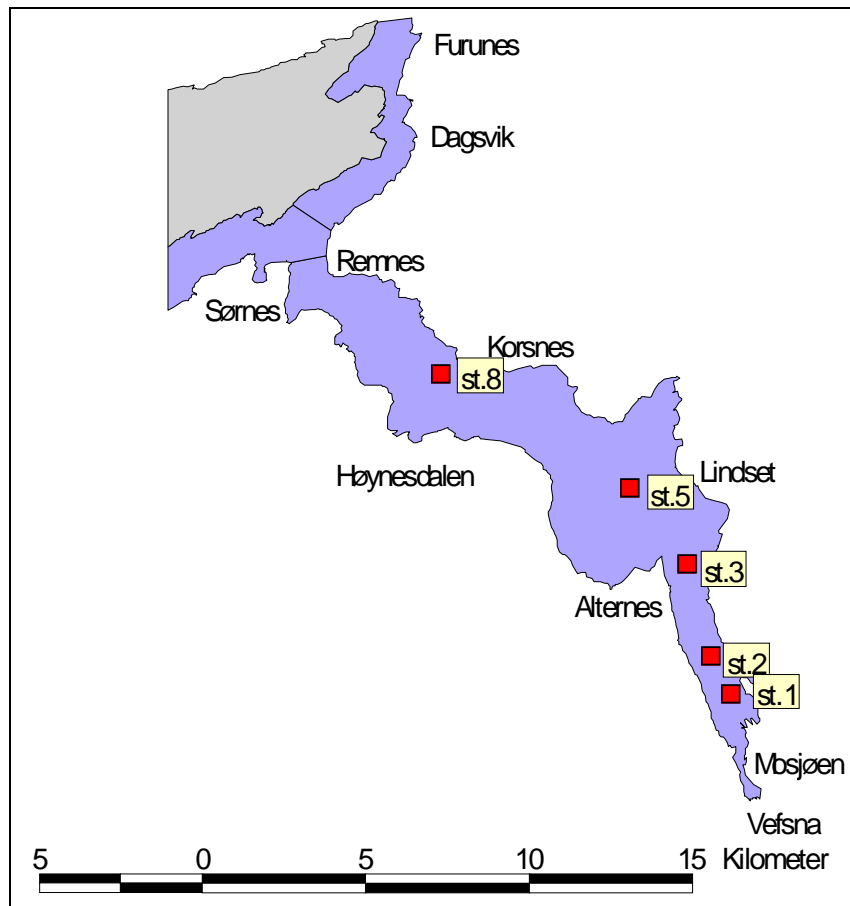 Furunes
Dagsvik
Remnes
Sørnes
Korsnes
st.8
Høynesdalen
Lindset
st.5
st.3
Alternes
st.2
st.1
Mosjøen
Vefsna
5 0 5 10 15 Kilometer